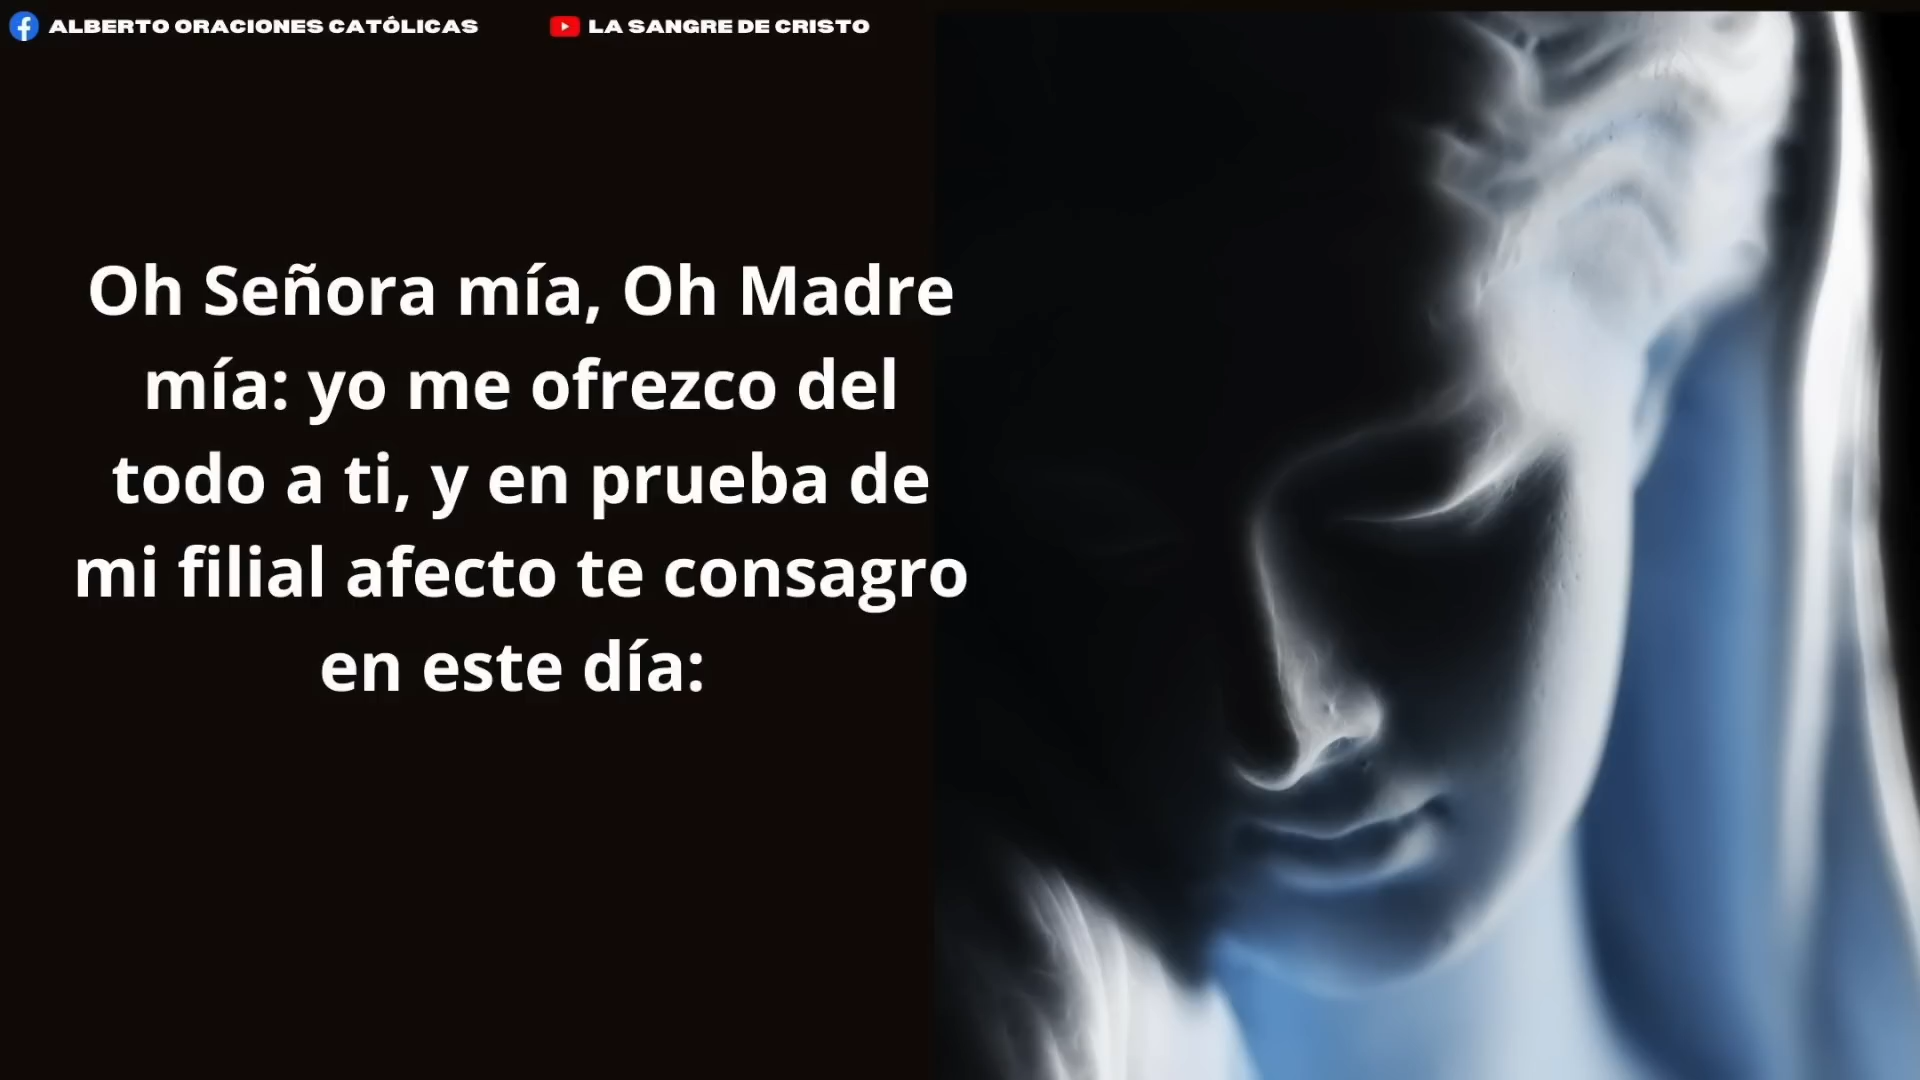 ALBERTO ORACIONES CATÓLICAS
LA SANGRE DE CRISTO
Oh Señora mía, Oh Madre
mía: yo me ofrezco del
todo a ti, y en prueba de
mi filial afecto te consagro
en este día: